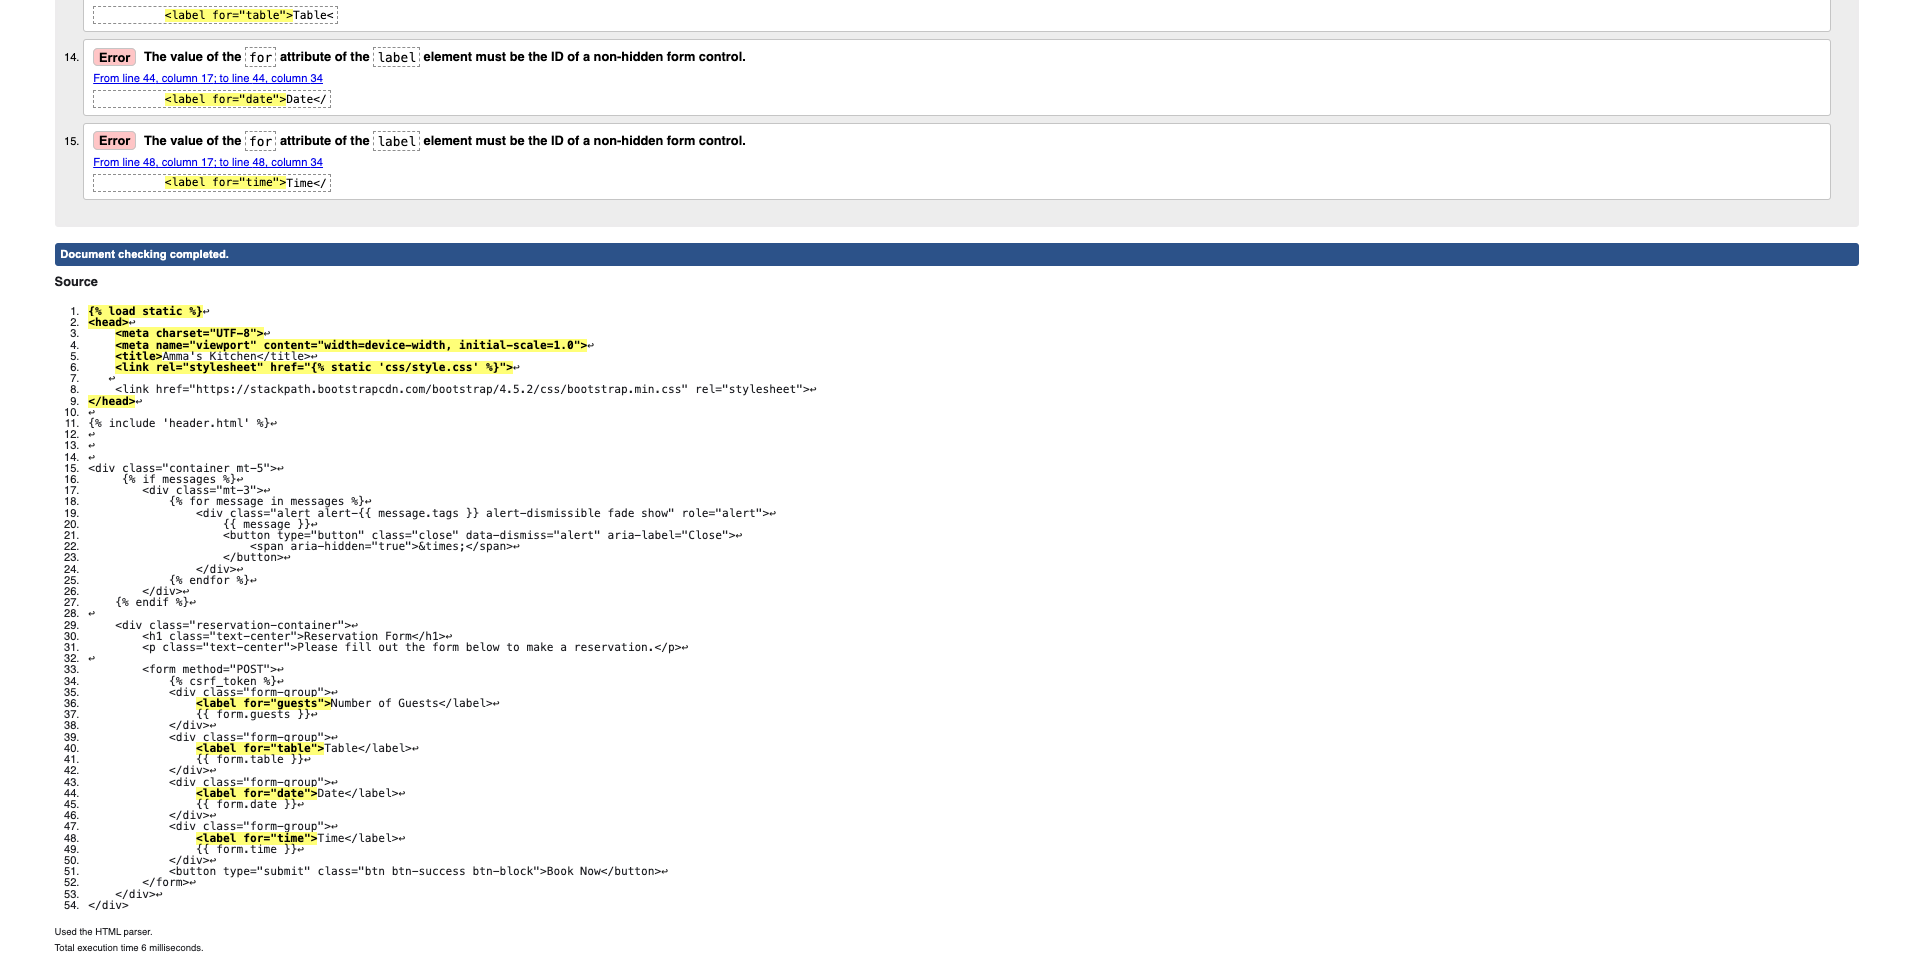 <label for="table">Table<
14. Error The value of the for attribute of the label element must be the ID of a non-hidden form control.
From line 44, column 17; to line 44, column 34
<label for="date">Date</
15. Error The value of the for attribute of the label element must be the ID of a non-hidden form control.
From line 48, column 17; to line 48, column 34
<label for="time">Time</
Document checking completed.
Source
1. {% load static %}↩
2. <head>↩
3. <meta charset="UTF-8">↩
4. <meta name="viewport" content="width=device-width, initial-scale=1.0">↩
5. <title>Amma's Kitchen</title>↩
6. <link rel="stylesheet" href="{% static 'css/style.css' %}">↩
7. ↩
8. <link href="https://stackpath.bootstrapcdn.com/bootstrap/4.5.2/css/bootstrap.min.css" rel="stylesheet">↩
9. </head>↩
10. ↩
11. {% include 'header.html' %}↩
12. ↩
13. ↩
14. ↩
15. <div class="container mt-5">↩
16. {% if messages %}↩
17. <div class="mt-3">↩
18. {% for message in messages %}↩
19. <div class="alert alert-{{ message.tags }} alert-dismissible fade show" role="alert">↩
20. {{ message }}↩
21. <button type="button" class="close" data-dismiss="alert" aria-label="Close">↩
22. <span aria-hidden="true">&times;</span>↩
23. </button>↩
24. </div>↩
25. {% endfor %}↩
26. </div>↩
27. {% endif %}↩
28. ↩
29. <div class="reservation-container">↩
30. <h1 class="text-center">Reservation Form</h1>↩
31. <p class="text-center">Please fill out the form below to make a reservation.</p>↩
32. ↩
33. <form method="POST">↩
34. {% csrf_token %}↩
35. <div class="form-group">↩
36. <label for="guests">Number of Guests</label>↩
37. {{ form.guests }}↩
38. </div>↩
39. <div class="form-group">↩
40. <label for="table">Table</label>↩
41. {{ form.table }}↩
42. </div>↩
43. <div class="form-group">↩
44. <label for="date">Date</label>↩
45. {{ form.date }}↩
46. </div>↩
47. <div class="form-group">↩
48. <label for="time">Time</label>↩
49. {{ form.time }}↩
50. </div>↩
51. <button type="submit" class="btn btn-success btn-block">Book Now</button>↩
52. </form>↩
53. </div>↩
54. </div>
Used the HTML parser.
Total execution time 6 milliseconds.